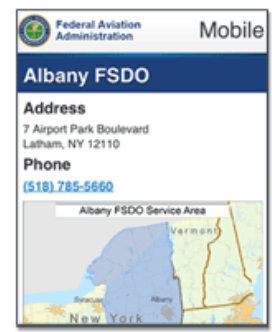 Federal Aviation
Administration
Mobile
Albany FSDO
Address
7 Airport Park Boulevard
Latham, NY 12110
Phone
(518) 785-5660
Albany FSDO Service Area
Vermont
Syracuse
Albany
New York